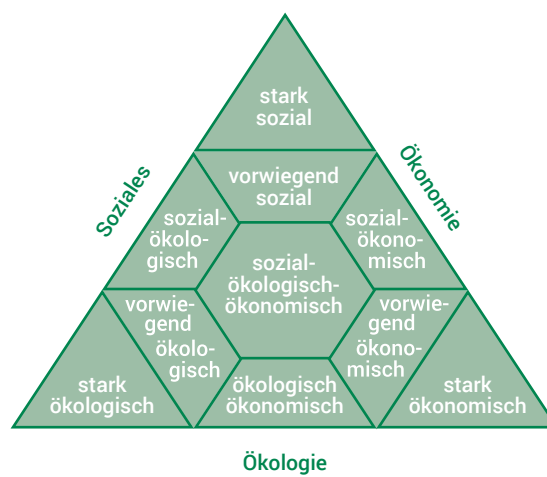 stark
sozial
Soziales
Ökonomie
vorwiegend
sozial
sozial-
ökolo-
gisch
sozial-
ökono-
misch
sozial-
ökologisch-
ökonomisch
vorwie-
gend
ökolo-
gisch
vorwie-
gend
ökono-
misch
stark
ökologisch
ökologisch
ökonomisch
stark
ökonomisch
Ökologie